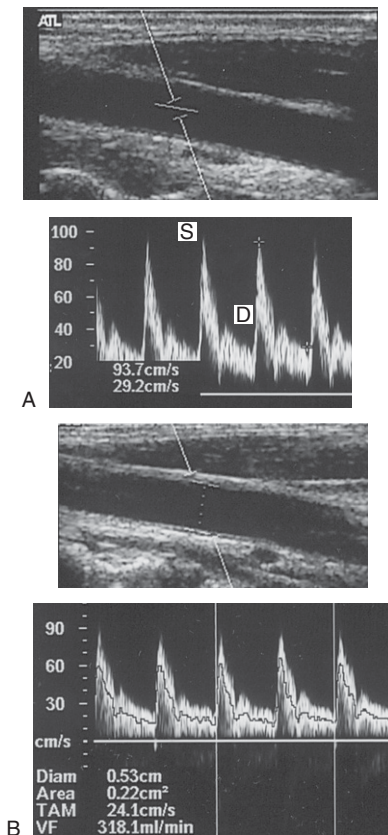 ATL
100
S
80
60
D
40
20
93.7cm/s
29.2cm/s
A
90
60
30
cm/s
Diam 0.53cm
Area 0.22cm²
TAM 24.1cm/s
VF 318.1ml/min
B